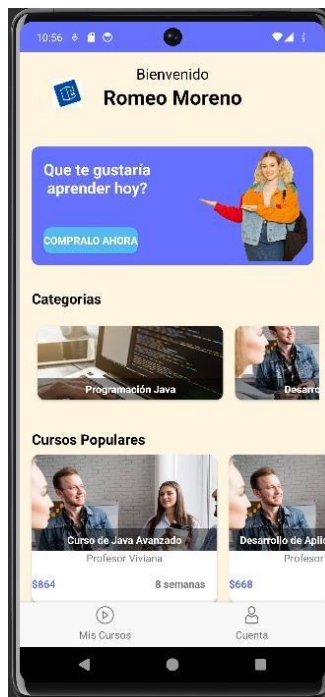 10:56
Bienvenido
Romeo Moreno
Que te gustaría
aprender hoy?
COMPRALO AHORA
Categorias
Programación Java
Desarro
Cursos Populares
Curso de Java Avanzado
Desarrollo de Aplic
Profesor Viviana
Profesor
$864
8 semanas
$668
Mis Cursos
Cuenta